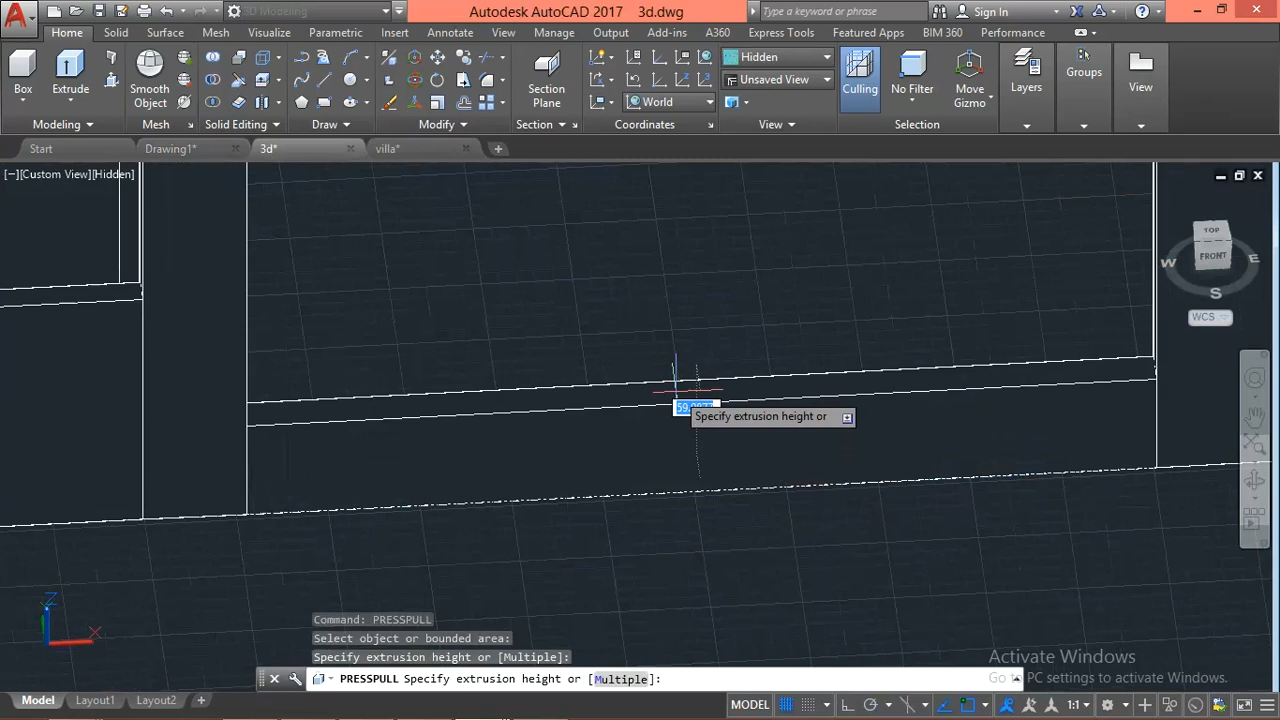 3D Modeling
Autodesk AutoCAD 2017   3d.dwg
Type a keyword or phrase
Sign In
Home
Solid
Surface
Mesh
Visualize
Parametric
Insert
Annotate
View
Manage
Output
Add-ins
A360
Express Tools
Featured Apps
BIM 360
Performance
Box
Extrude
Smooth
Object
Section
Plane
Hidden
Unsaved View
World
Culling
No Filter
Move
Gizmo
Layers
Groups
View
Modeling
Mesh
Solid Editing
Draw
Modify
Section
Coordinates
View
Selection
Start
Drawing1*
3d*
villa*
[−][Custom View][Hidden]
TOP
FRONT
W
E
S
WCS
Specify extrusion height or
Z
X
Command: PRESSPULL
Select object or bounded area:
Specify extrusion height or [Multiple]:
PRESSPULL Specify extrusion height or [Multiple]:
Activate Windows
Go to PC settings to activate Windows.
Model
Layout1
Layout2
MODEL
1:1